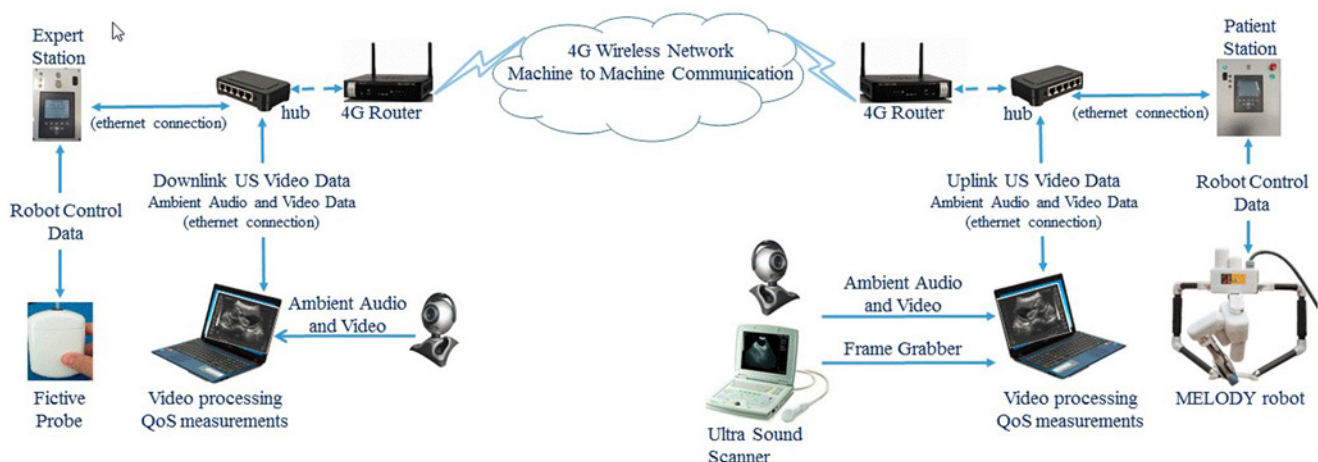 Expert
Station
4G Wireless Network
Machine to Machine Communication
Patient
Station
(ethernet connection)
hub
4G Router
4G Router
hub
(ethernet connection)
Robot Control
Data
Downlink US Video Data
Ambient Audio and Video Data
(ethernet connection)
Uplink US Video Data
Ambient Audio and Video Data
(ethernet connection)
Robot Control
Data
Ambient Audio
and Video
Ambient Audio
and Video
Frame Grabber
Fictive
Probe
Video processing
QoS measurements
Ultra Sound
Scanner
Video processing
QoS measurements
MELODY robot